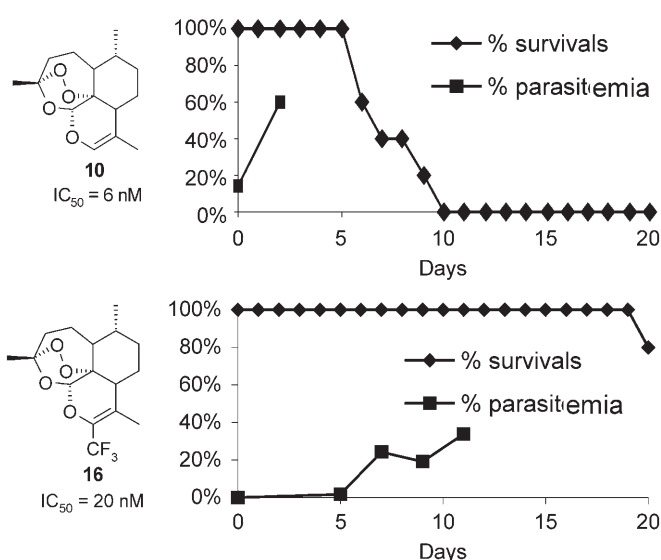 100%
80%
60%
40%
20%
0%
% survivals
% parasitemia
0 5 10 15 20
Days
O
O
O
O
10
IC50 = 6 nM
100%
80%
60%
40%
20%
0%
% survivals
% parasitemia
0 5 10 15 20
Days
O
O
O
O
CF3
16
IC50 = 20 nM